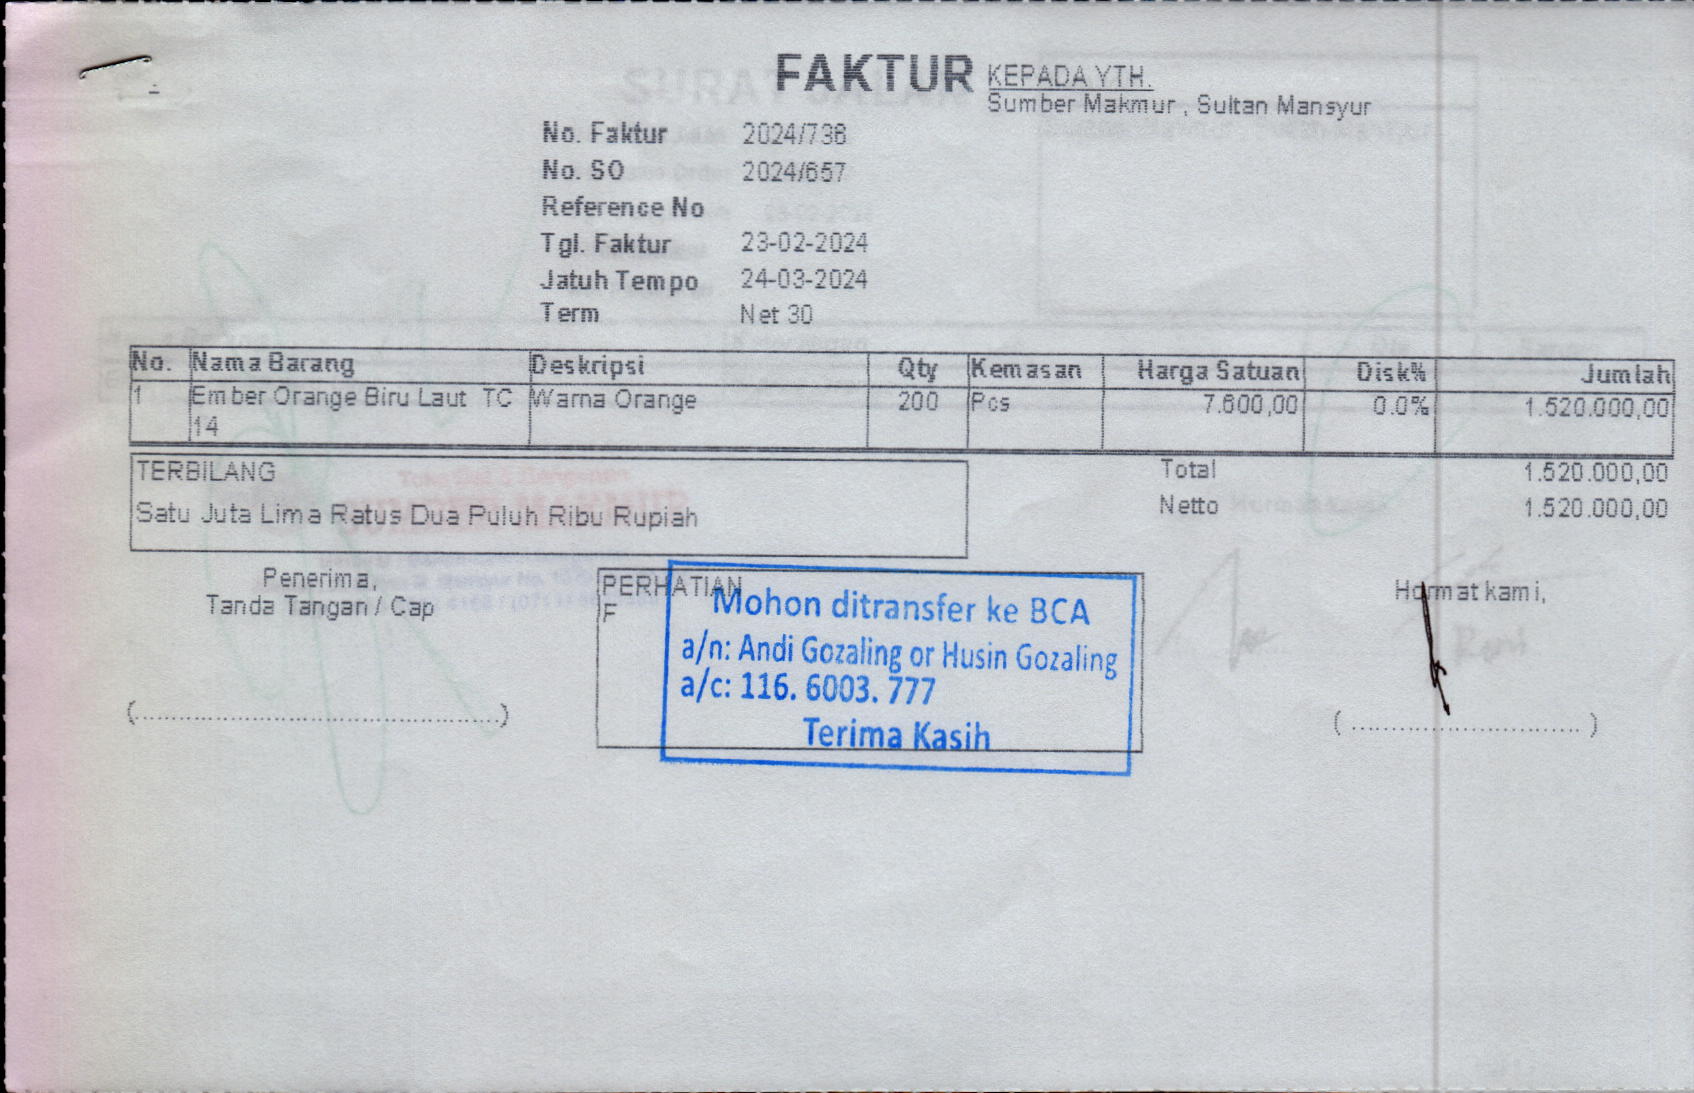 FAKTUR
KEPADA YTH.
Sumber Makmur , Sultan Mansyur
No. Faktur 2024/738
No. SO 2024/657
Reference No
Tgl. Faktur 23-02-2024
Jatuh Tempo 24-03-2024
Term Net 30
No. Nama Barang Deskripsi Qty Kemasan Harga Satuan Disk% Jumlah
1 Ember Orange Biru Laut TC Warna Orange 200 Pcs 7.600,00 0.0% 1.520.000,00
14
TERBILANG Total 1.520.000,00
Satu Juta Lima Ratus Dua Puluh Ribu Rupiah Netto 1.520.000,00
Penerima,
Tanda Tangan / Cap
PERHATIAN
F
Mohon ditransfer ke BCA
a/n: Andi Gozaling or Husin Gozaling
a/c: 116. 6003. 777
Terima Kasih
Hormat kami,
(................................................)
( ................................ )